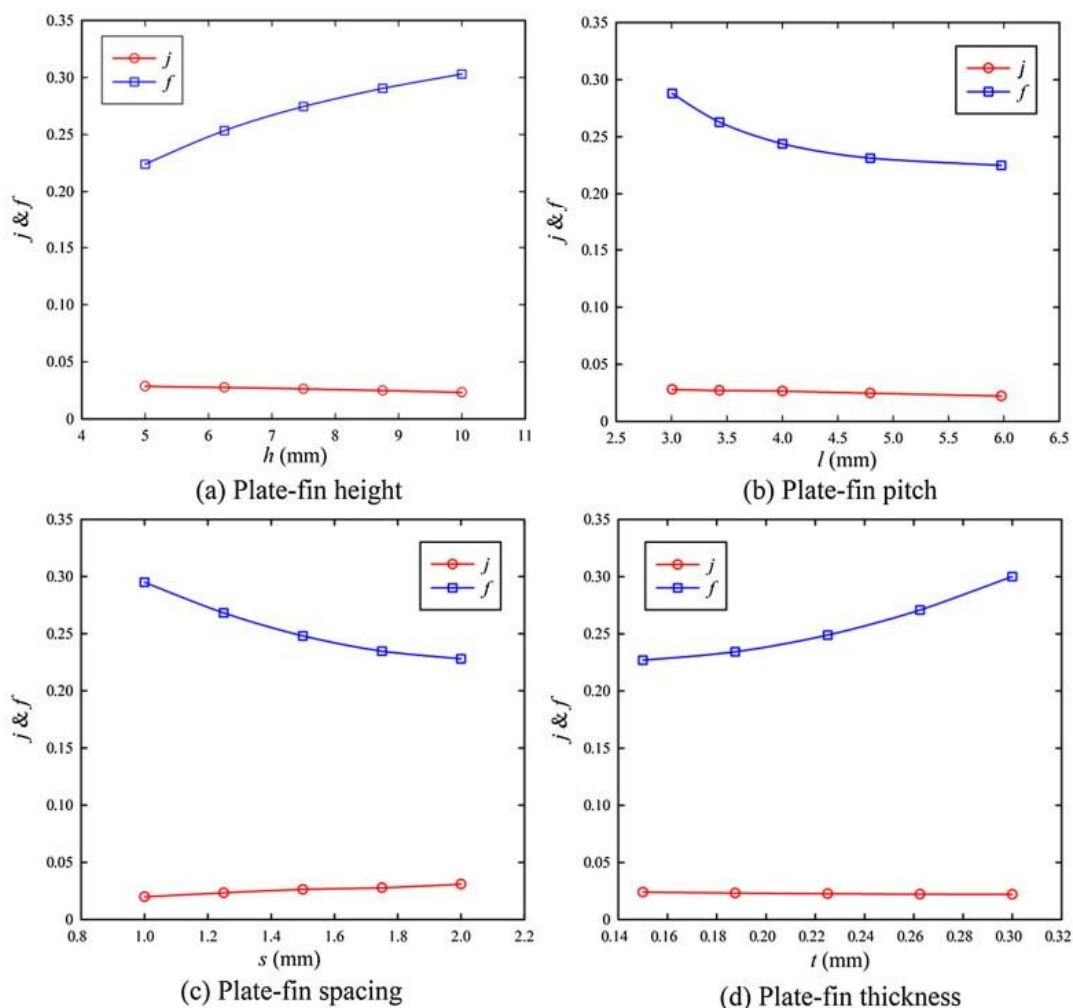 0.35
0.30
0.25
0.20
0.15
0.10
0.05
0
j & f
j
f
4 5 6 7 8 9 10 11
h (mm)
(a) Plate-fin height
0.35
0.30
0.25
0.20
0.15
0.10
0.05
0
j & f
j
f
2.5 3.0 3.5 4.0 4.5 5.0 5.5 6.0 6.5
l (mm)
(b) Plate-fin pitch
0.35
0.30
0.25
0.20
0.15
0.10
0.05
0
j & f
j
f
0.8 1.0 1.2 1.4 1.6 1.8 2.0 2.2
s (mm)
(c) Plate-fin spacing
0.35
0.30
0.25
0.20
0.15
0.10
0.05
0
j & f
j
f
0.14 0.16 0.18 0.20 0.22 0.24 0.26 0.28 0.30 0.32
t (mm)
(d) Plate-fin thickness